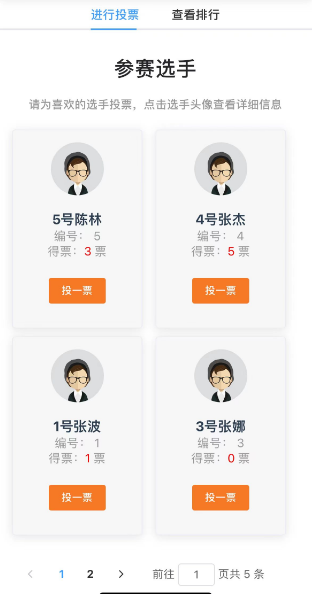 进行投票 查看排行
参赛选手
请为喜欢的选手投票，点击选手头像查看详细信息
5号陈林
编号： 5
得票：3 票
投一票
4号张杰
编号： 4
得票：5 票
投一票
1号张波
编号： 1
得票：1 票
投一票
3号张娜
编号： 3
得票：0 票
投一票
1 2 前往 1 页共 5 条